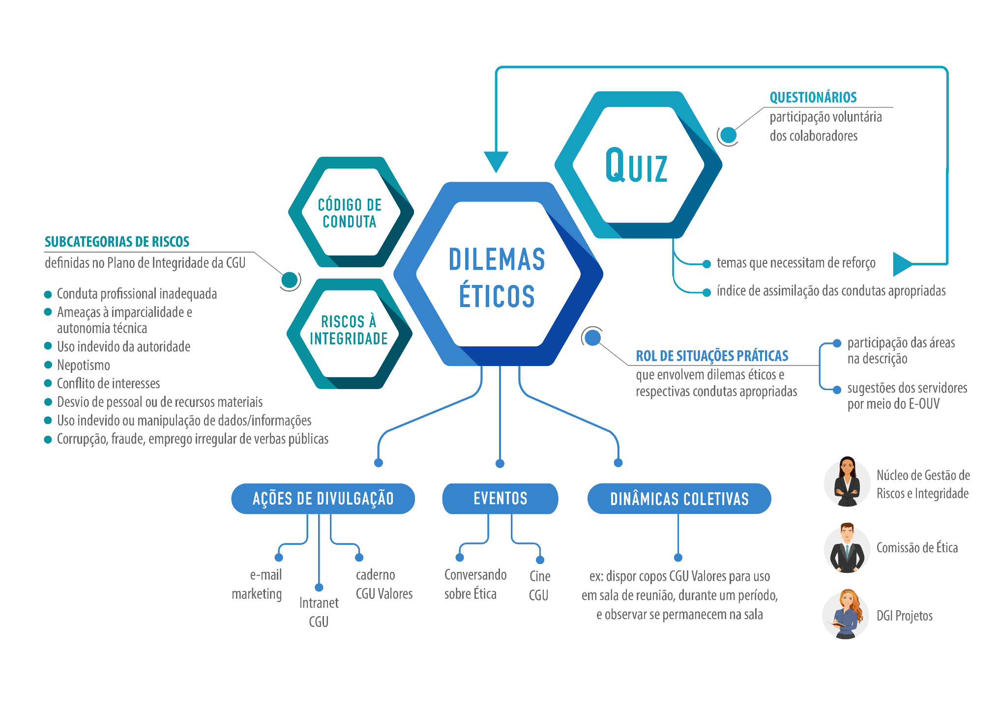 QUESTIONÁRIOS
participação voluntária
dos colaboradores
QUIZ
temas que necessitam de reforço
índice de assimilação das condutas apropriadas
CÓDIGO DE
CONDUTA
SUBCATEGORIAS DE RISCOS
definidas no Plano de Integridade da CGU
Conduta profissional inadequada
Ameaças à imparcialidade e
autonomia técnica
Uso indevido da autoridade
Nepotismo
Conflito de interesses
Desvio de pessoal ou de recursos materiais
Uso indevido ou manipulação de dados/informações
Corrupção, fraude, emprego irregular de verbas públicas
RISCOS À
INTEGRIDADE
DILEMAS
ÉTICOS
ROL DE SITUAÇÕES PRÁTICAS
que envolvem dilemas éticos e
respectivas condutas apropriadas
participação das áreas
na descrição
sugestões dos servidores
por meio do E-OUV
AÇÕES DE DIVULGAÇÃO
e-mail
marketing
Intranet
CGU
caderno
CGU Valores
EVENTOS
Conversando
sobre Ética
Cine
CGU
DINÂMICAS COLETIVAS
ex: dispor copos CGU Valores para uso
em sala de reunião, durante um período,
e observar se permanecem na sala
Núcleo de Gestão de
Riscos e Integridade
Comissão de Ética
DGI Projetos